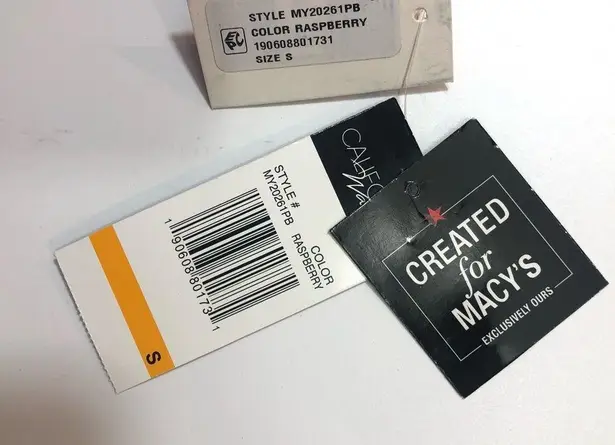 STYLE MY20261PB
COLOR RASPBERRY
190608801731
SIZE S
EPC
STYLE #
MY20261PB
COLOR
RASPBERRY
1 90608 80173 1
S
CREATED
for
MACY'S
EXCLUSIVELY OURS